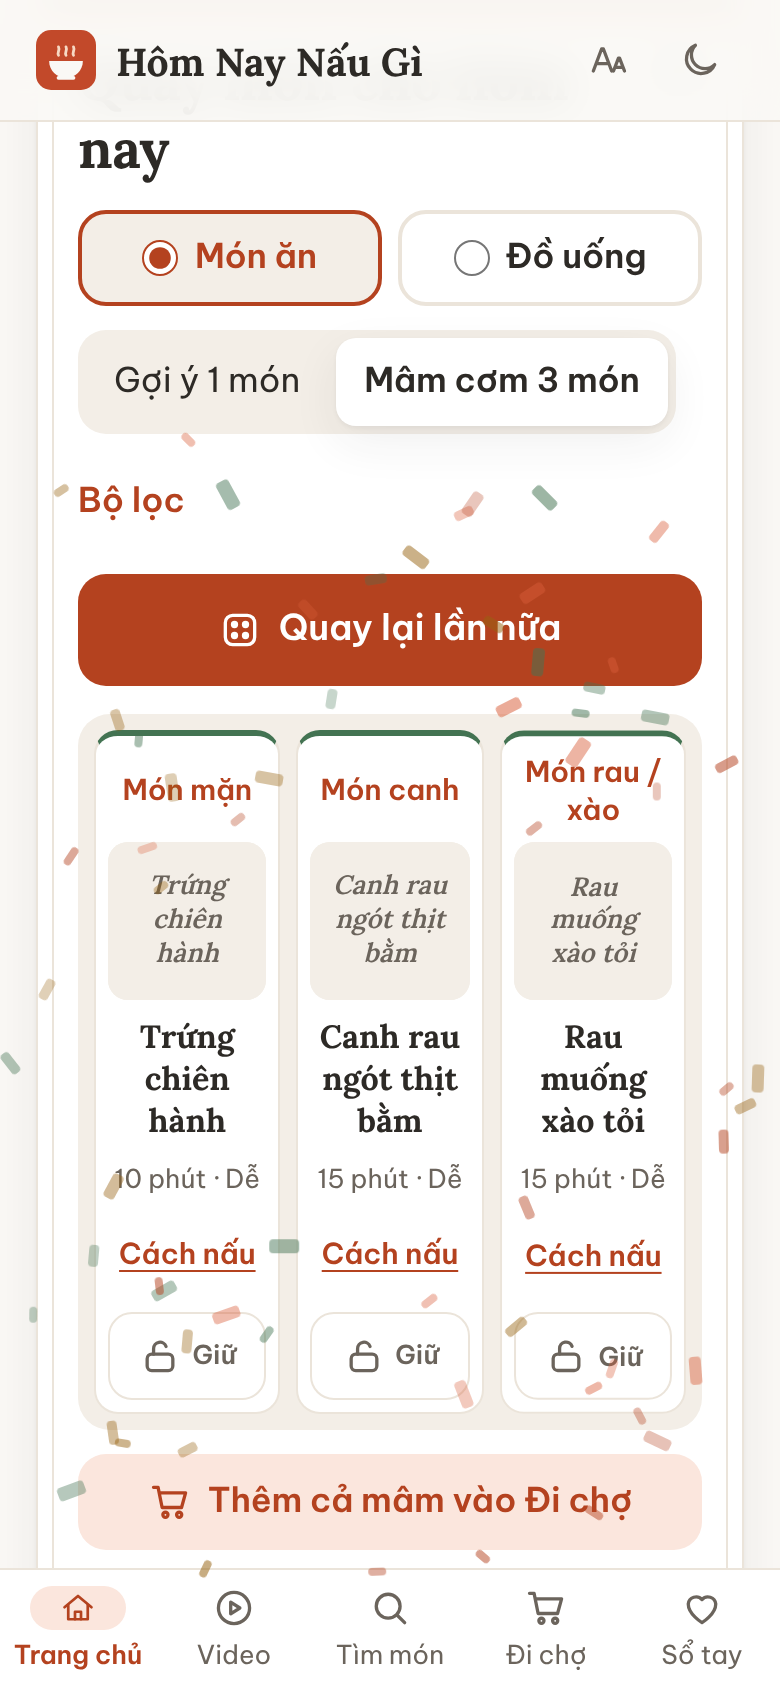 Hôm Nay Nấu Gì
nay
Món ăn
Đồ uống
Gợi ý 1 món
Mâm cơm 3 món
Bộ lọc
Quay lại lần nữa
Món mặn
Trứng
chiên
hành
Trứng
chiên
hành
10 phút · Dễ
Cách nấu
Giữ
Món canh
Canh rau
ngót thịt
bằm
Canh rau
ngót thịt
bằm
15 phút · Dễ
Cách nấu
Giữ
Món rau /
xào
Rau
muống
xào tỏi
Rau
muống
xào tỏi
15 phút · Dễ
Cách nấu
Giữ
Thêm cả mâm vào Đi chợ
Trang chủ
Video
Tìm món
Đi chợ
Sổ tay